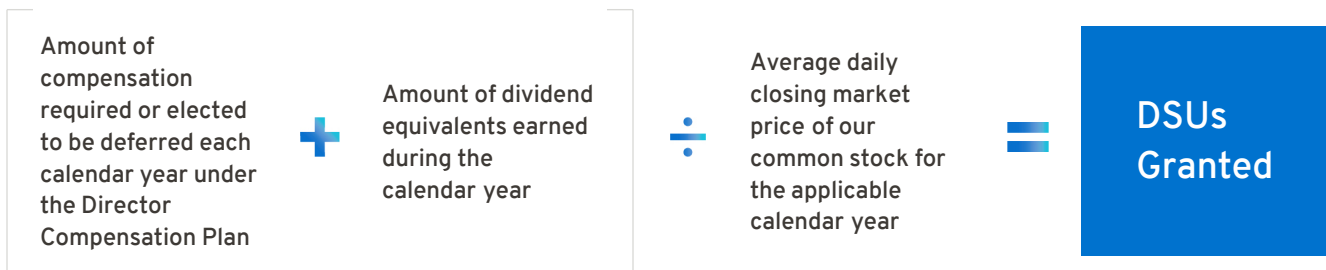 Amount of
compensation
required or elected
to be deferred each
calendar year under
the Director
Compensation Plan
+
Amount of dividend
equivalents earned
during the
calendar year
÷
Average daily
closing market
price of our
common stock for
the applicable
calendar year
=
DSUs
Granted